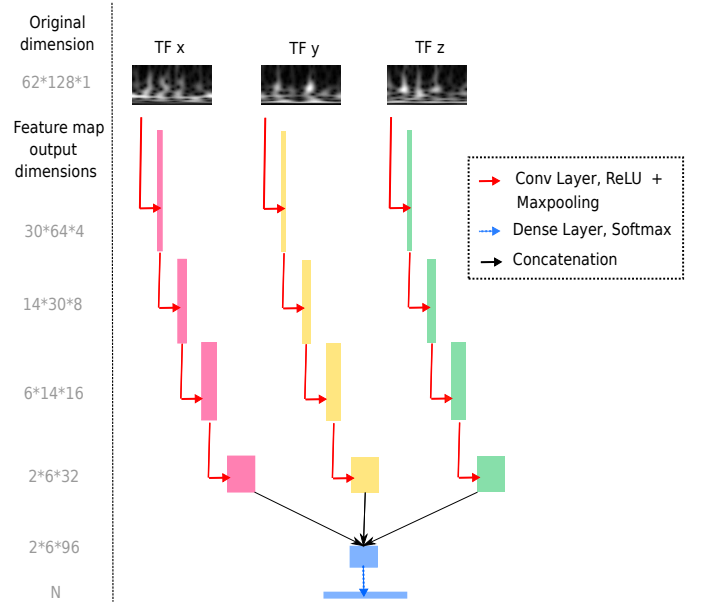 Original
dimension
TF x
TF y
TF z
62*128*1
Feature map
output
dimensions
30*64*4
14*30*8
6*14*16
2*6*32
2*6*96
N
Conv Layer, ReLU +
Maxpooling
Dense Layer, Softmax
Concatenation